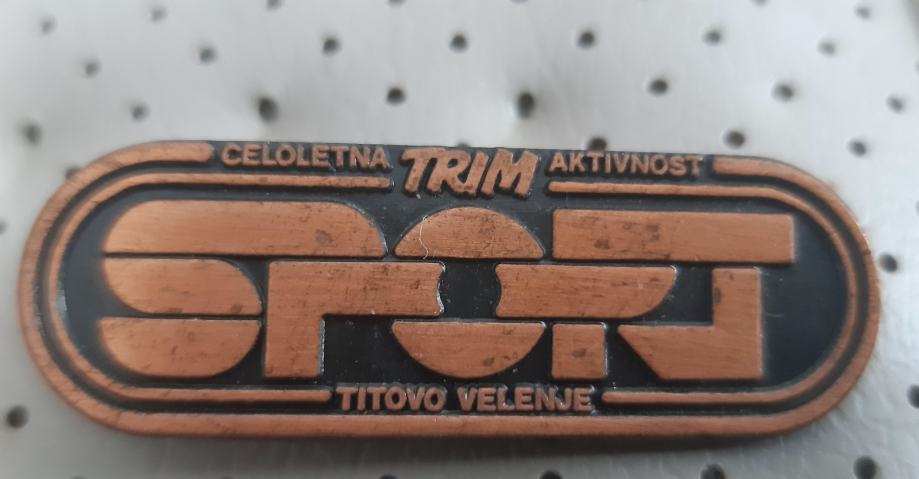 CELOLETNA TRIM AKTIVNOST
SPORT
TITOVO VELENJE